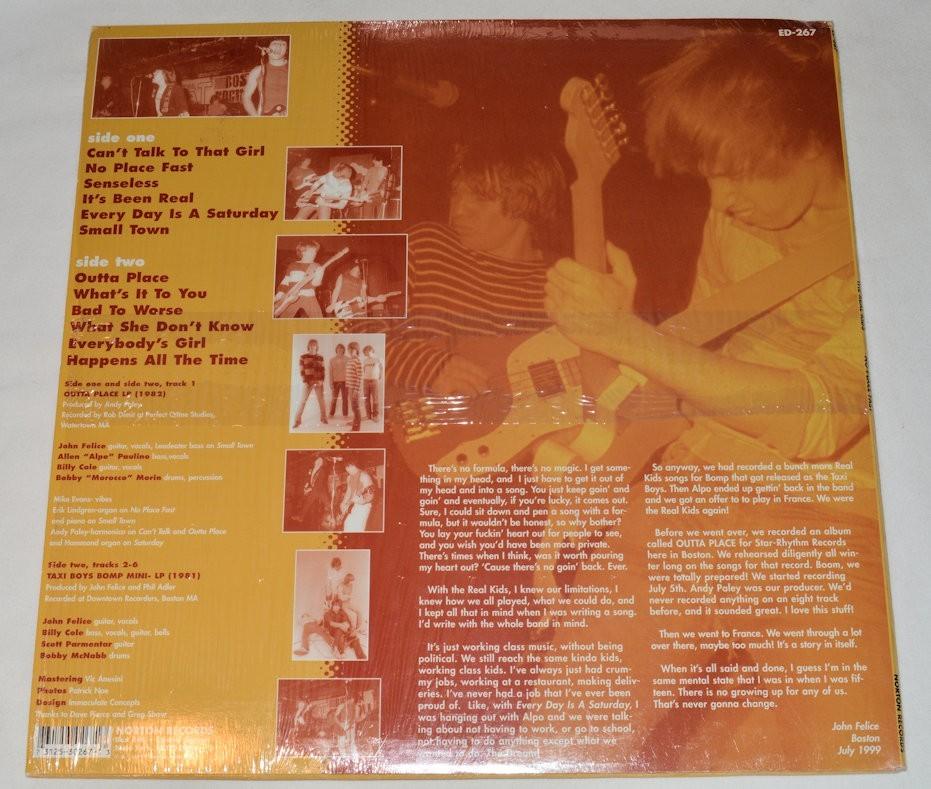 ED-267
side one
Can't Talk To That Girl
No Place Fast
Senseless
It's Been Real
Every Day Is A Saturday
Small Town
side two
Outta Place
What's It To You
Bad To Worse
What She Don't Know
Everybody's Girl
Happens All The Time
Side one and side two, track 1
OUTTA PLACE LP (1982)
Produced by Andy Paley
Recorded by Rob Dimit at Perfect Crime Studios,
Watertown MA
John Felice guitar, vocals, Leadeater bass on Small Town
Allen "Alpo" Paulino bass, vocals
Billy Cole guitar, vocals
Bobby "Morocco" Morin drums, percussion
Mike Evans- vibes
Erik Lindgren-organ on No Place Fast
and piano on Small Town
Andy Paley-harmonica on Can't Talk and Outta Place
and Hammond organ on Saturday
Side two, tracks 2-6
TAXI BOYS BOMP MINI- LP (1981)
Produced by John Felice and Phil Adler
Recorded at Downtown Recorders, Boston MA
John Felice guitar, vocals
Billy Cole bass, vocals, guitar, bells
Scott Parmentar guitar
Bobby McNabb drums
Mastering Vic Anesini
Photos Patrick Noe
Design Immaculate Concepts
Thanks to Dave Pierce and Greg Shaw
NORTON RECORDS
There's no formula, there's no magic. I get some-
thing in my head, and I just have to get it out of
my head and into a song. You just keep goin' and
goin' and eventually, if you're lucky, it comes out.
Sure, I could sit down and pen a song with a for-
mula, but it wouldn't be honest, so why bother?
You lay your fuckin' heart out for people to see,
and you wish you'd have been more private.
There's times when I think, was it worth pouring
my heart out? 'Cause there's no goin' back. Ever.
With the Real Kids, I knew our limitations, I
knew how we all played, what we could do, and
I kept all that in mind when I was writing a song.
I'd write with the whole band in mind.
It's just working class music, without being
political. We still reach the same kinda kids,
working class kids. I've always just had crum-
my jobs, working at a restaurant, making deliv-
eries. I've never had a job that I've ever been
proud of. Like, with Every Day Is A Saturday, I
was hanging out with Alpo and we were talk-
ing about not having to work, or go to school,
not having to do anything except what we
wanted to do. The Dream!
So anyway, we had recorded a bunch more Real
Kids songs for Bomp that got released as the Taxi
Boys. Then Alpo ended up gettin' back in the band
and we got an offer to to play in France. We were
the Real Kids again!
Before we went over, we recorded an album
called OUTTA PLACE for Star-Rhythm Records
here in Boston. We rehearsed diligently all win-
ter long on the songs for that record. Boom, we
were totally prepared! We started recording
July 5th. Andy Paley was our producer. We'd
never recorded anything on an eight track
before, and it sounded great. I love this stuff!
Then we went to France. We went through a lot
over there, maybe too much! It's a story in itself.
When it's all said and done, I guess I'm in the
same mental state that I was in when I was fif-
teen. There is no growing up for any of us.
That's never gonna change.
John Felice
Boston
July 1999
NORTON RECORDS